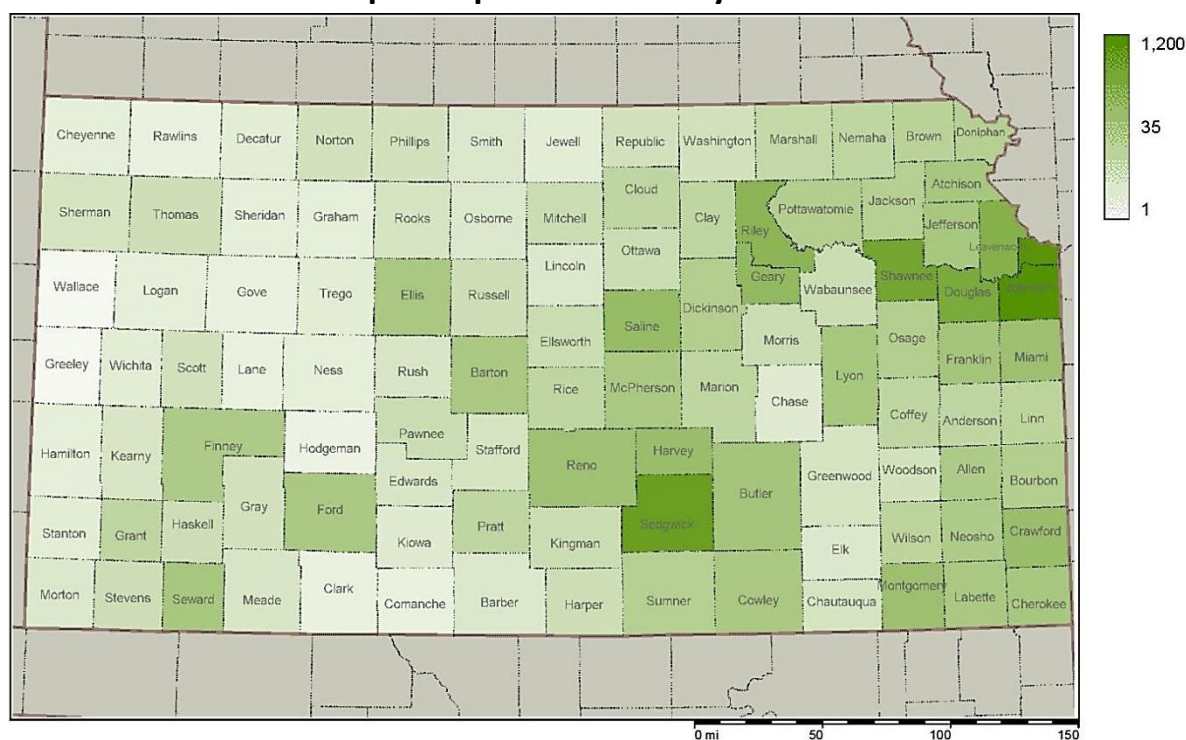 1,200
35
1
Cheyenne Rawlins Decatur Norton Phillips Smith Jewell Republic Washington Marshall Nemaha Brown Doniphan
Sherman Thomas Sheridan Graham Rooks Osborne Mitchell Cloud Clay Riley Pottawatomie Jackson Atchison
Jefferson Leavenwo
Ottawa
Lincoln
Wallace Logan Gove Trego Ellis Russell Saline Dickinson Geary Wabaunsee Shawnee Douglas Johnson
Greeley Wichita Scott Lane Ness Rush Barton Ellsworth McPherson Marion Morris Lyon Osage Franklin Miami
Rice
Chase
Coffey Anderson Linn
Hamilton Kearny Finney Hodgeman Pawnee Stafford Reno Harvey Butler Greenwood Woodson Allen Bourbon
Edwards
Stanton Grant Haskell Gray Ford Kiowa Pratt Kingman Sedgwick Elk Wilson Neosho Crawford
Morton Stevens Seward Meade Clark Comanche Barber Harper Sumner Cowley Chautauqua Montgomery Labette Cherokee
0 mi 50 100 150